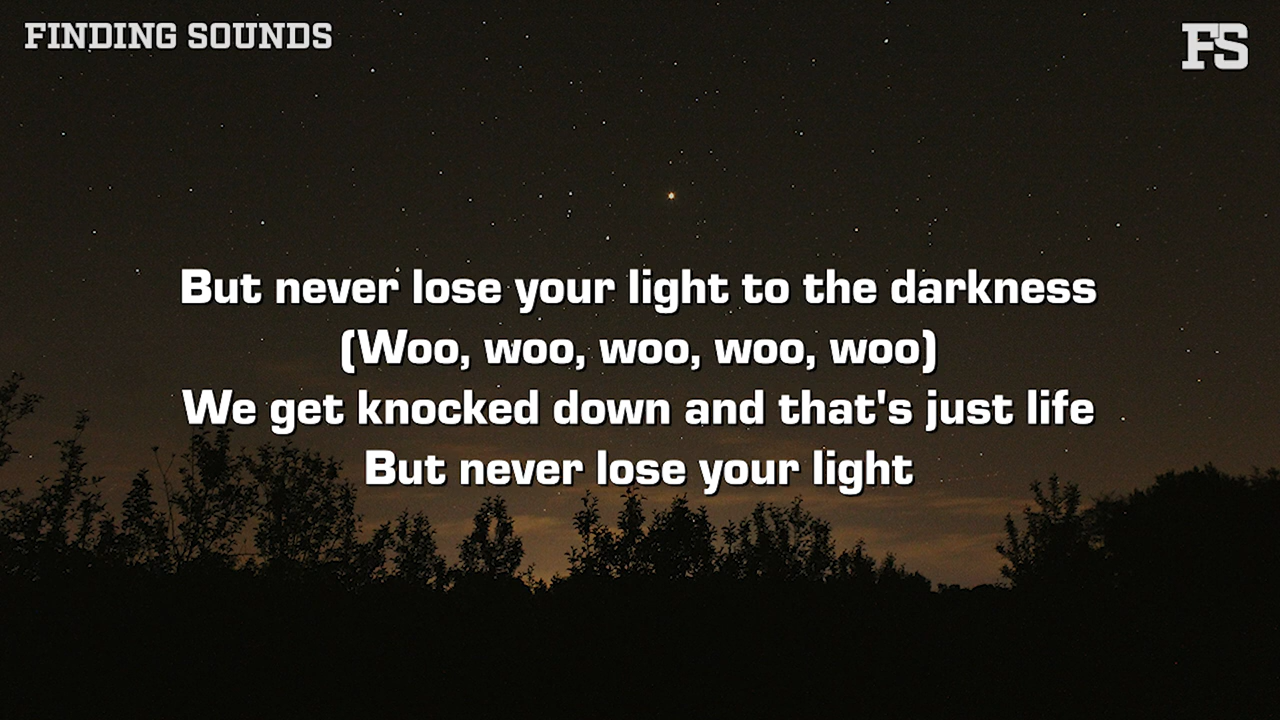 FINDING SOUNDS
FS
But never lose your light to the darkness
(Woo, woo, woo, woo, woo)
We get knocked down and that's just life
But never lose your light